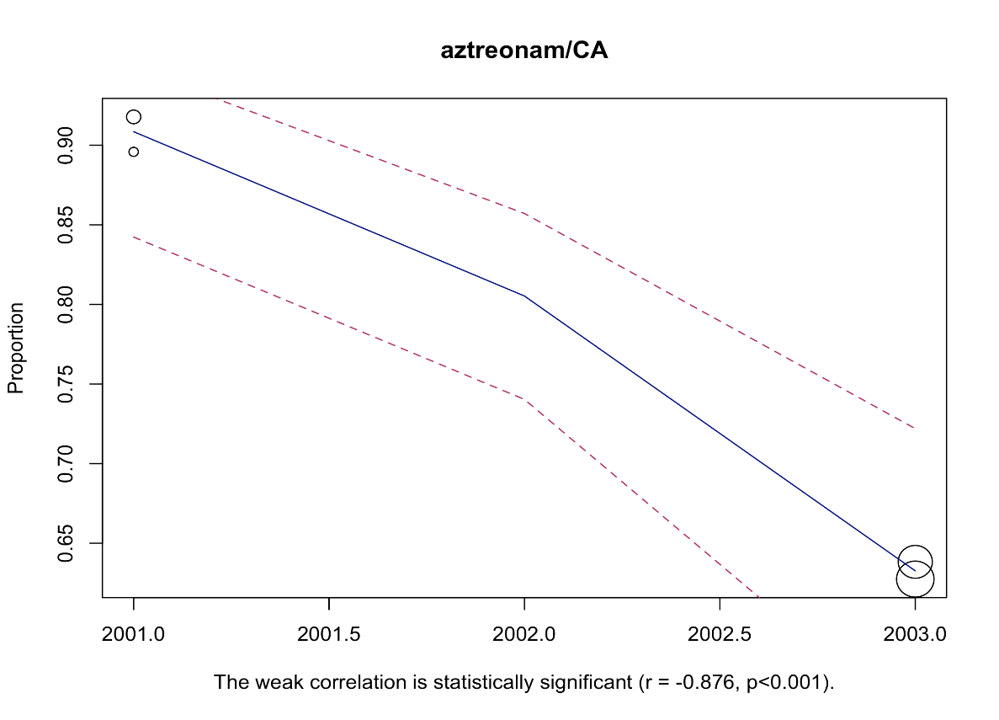 aztreonam/CA
Proportion
0.90
0.85
0.80
0.75
0.70
0.65
2001.0 2001.5 2002.0 2002.5 2003.0
The weak correlation is statistically significant (r = -0.876, p<0.001).